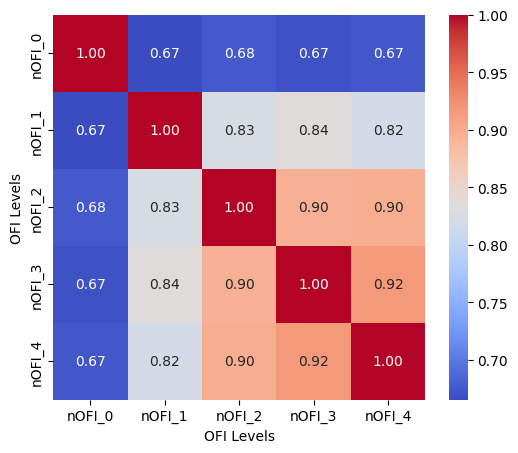 nOFI_0 1.00 0.67 0.68 0.67 0.67
nOFI_1 0.67 1.00 0.83 0.84 0.82
nOFI_2 0.68 0.83 1.00 0.90 0.90
nOFI_3 0.67 0.84 0.90 1.00 0.92
nOFI_4 0.67 0.82 0.90 0.92 1.00
nOFI_0 nOFI_1 nOFI_2 nOFI_3 nOFI_4
OFI Levels
OFI Levels
1.00
0.95
0.90
0.85
0.80
0.75
0.70